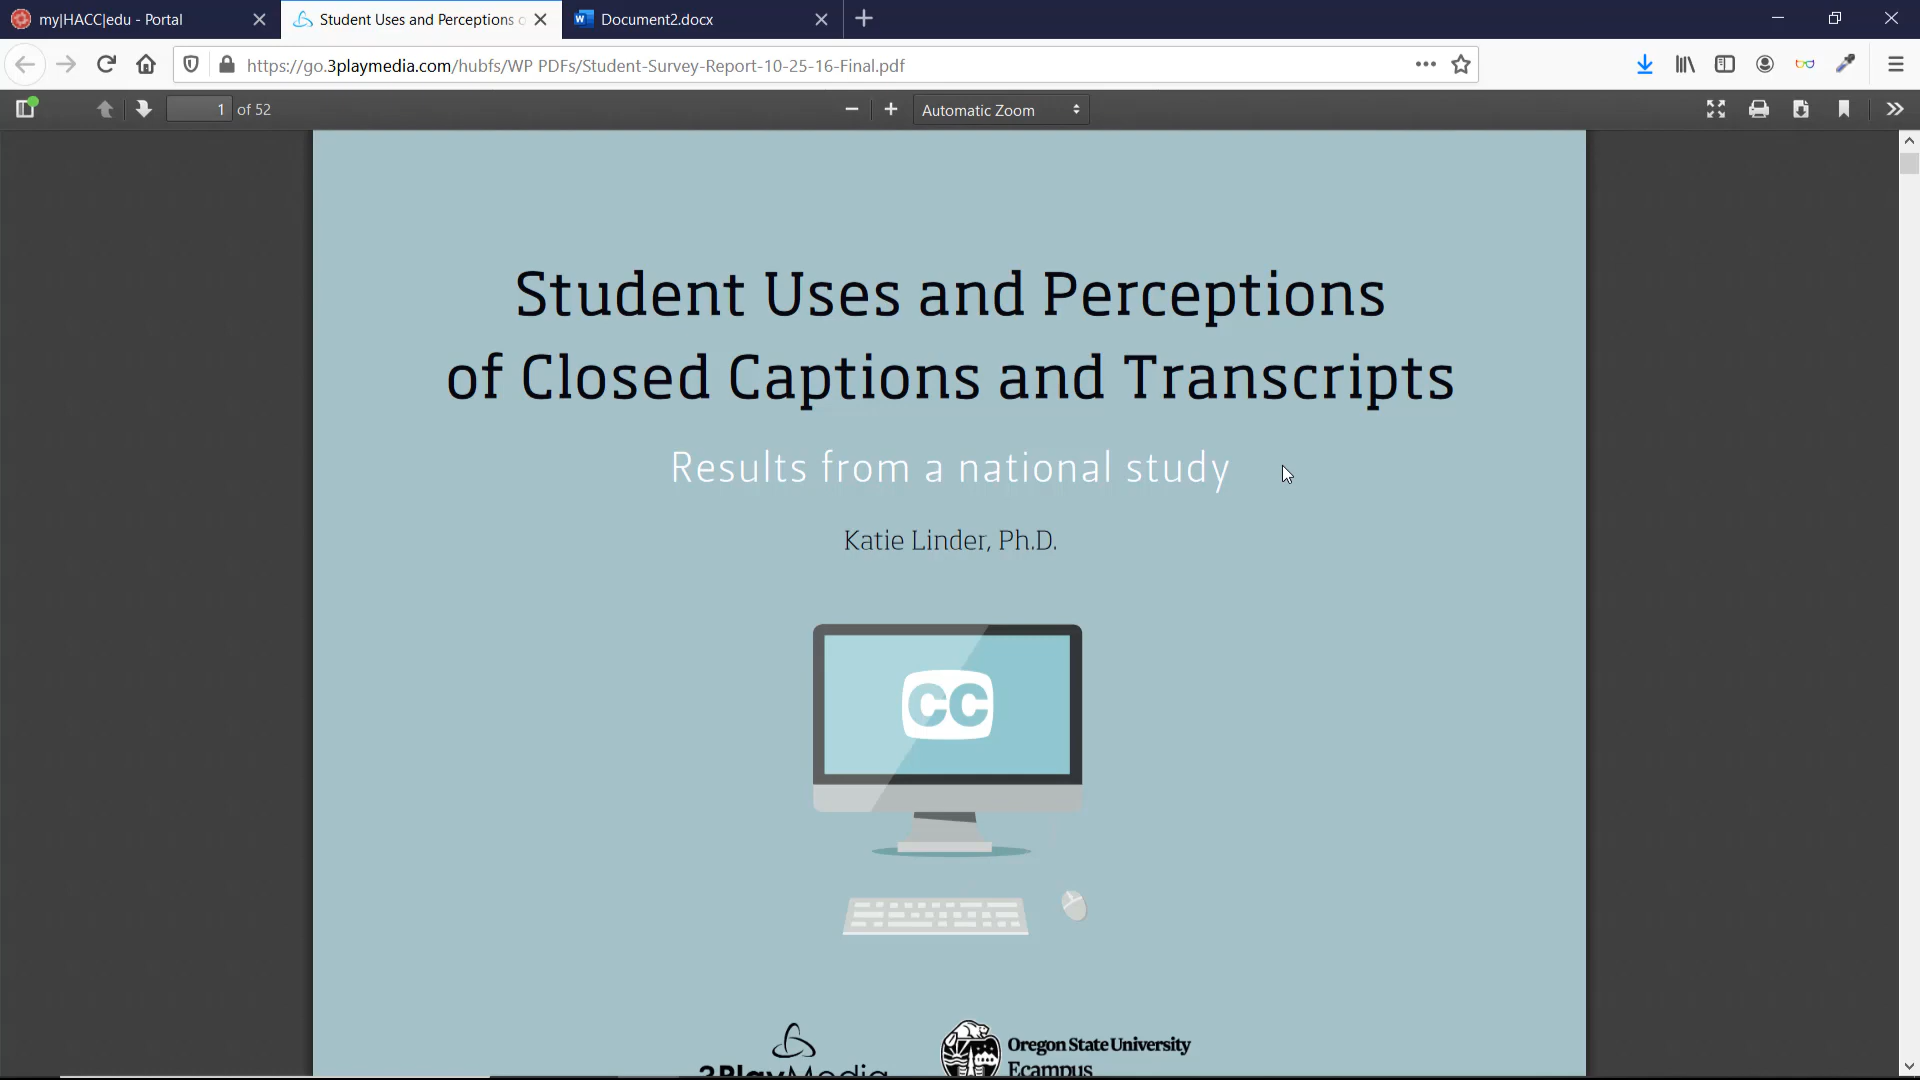 my|HACC|edu - Portal
Student Uses and Perceptions
Document2.docx
https://go.3playmedia.com/hubfs/WP PDFs/Student-Survey-Report-10-25-16-Final.pdf
1 of 52
Automatic Zoom
Student Uses and Perceptions
of Closed Captions and Transcripts
Results from a national study
Katie Linder, Ph.D.
CC
3PlayMedia
Oregon State University
Ecampus